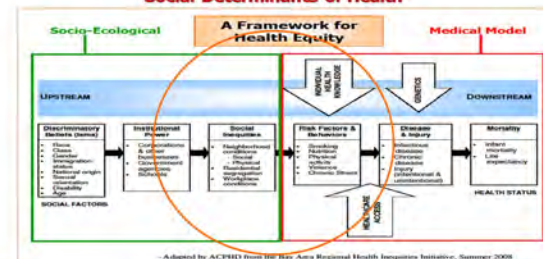 Social Determinants of Health
Socio-Ecological
A Framework for
Health Equity
Medical Model
INDIVIDUAL
HEALTH
KNOWLEDGE
GENETICS
UPSTREAM
DOWNSTREAM
Discriminatory
Beliefs (Isms)
• Race
• Class
• Gender
• Immigration
status
• National origin
• Sexual
orientation
• Disability
• Age
SOCIAL FACTORS
Institutional
Power
• Corporations
& other
businesses
• Government
agencies
• Schools
Social
Inequities
• Neighborhood
conditions
- Social
- Physical
• Residential
segregation
• Workplace
conditions
Risk Factors &
Behaviors
• Smoking
• Nutrition
• Physical
activity
• Violence
• Chronic Stress
Disease
& Injury
• Infectious
disease
• Chronic
disease
• Injury
(intentional &
unintentional)
Mortality
• Infant
mortality
• Life
expectancy
HEALTH STATUS
HEALTHCARE
ACCESS
- Adapted by ACPHD from the Bay Area Regional Health Inequities Initiative, Summer 2008